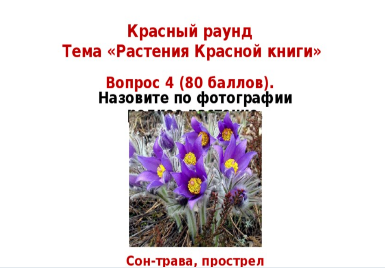 Красный раунд
Тема «Растения Красной книги»
Вопрос 4 (80 баллов).
Назовите по фотографии
Сон-трава, прострел